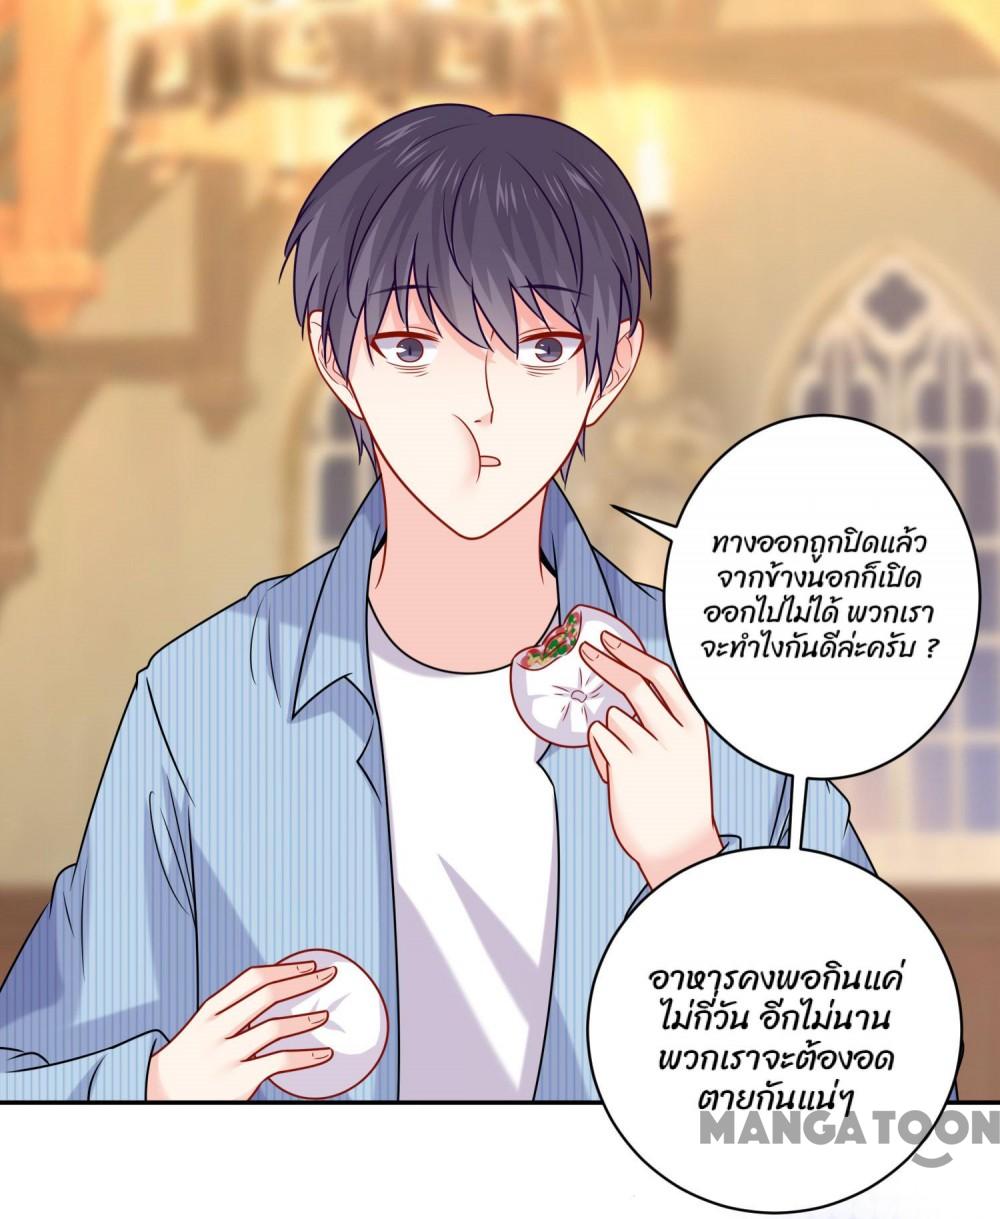 ทางออกถูกปิดแล้ว
จากข้างนอกก็เปิด
ออกไปไม่ได้ พวกเรา
จะทำไงกันดีล่ะครับ ?
อาหารคงพอกินแค่
ไม่กี่วัน อีกไม่นาน
พวกเราจะต้องอด
ตายกันแน่ๆ
MANGATOON